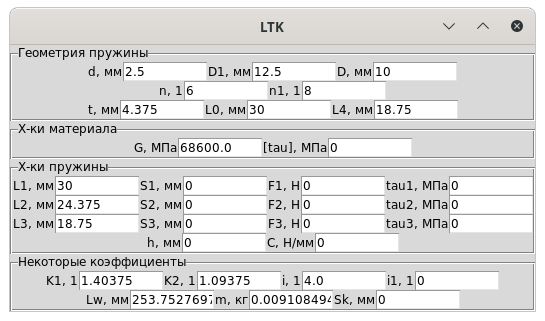 LTK
Геометрия пружины
d, мм 2.5 D1, мм 12.5 D, мм 10
n, 1 6 n1, 1 8
t, мм 4.375 L0, мм 30 L4, мм 18.75
Х-ки материала
G, МПа 68600.0 [tau], МПа 0
Х-ки пружины
L1, мм 30 S1, мм 0 F1, Н 0 tau1, МПа 0
L2, мм 24.375 S2, мм 0 F2, Н 0 tau2, МПа 0
L3, мм 18.75 S3, мм 0 F3, Н 0 tau3, МПа 0
h, мм 0 C, Н/мм 0
Некоторые коэффициенты
K1, 1 1.40375 K2, 1 1.09375 i, 1 4.0 i1, 1 0
Lw, мм 253.7527697 m, кг 0.009108494 Sk, мм 0